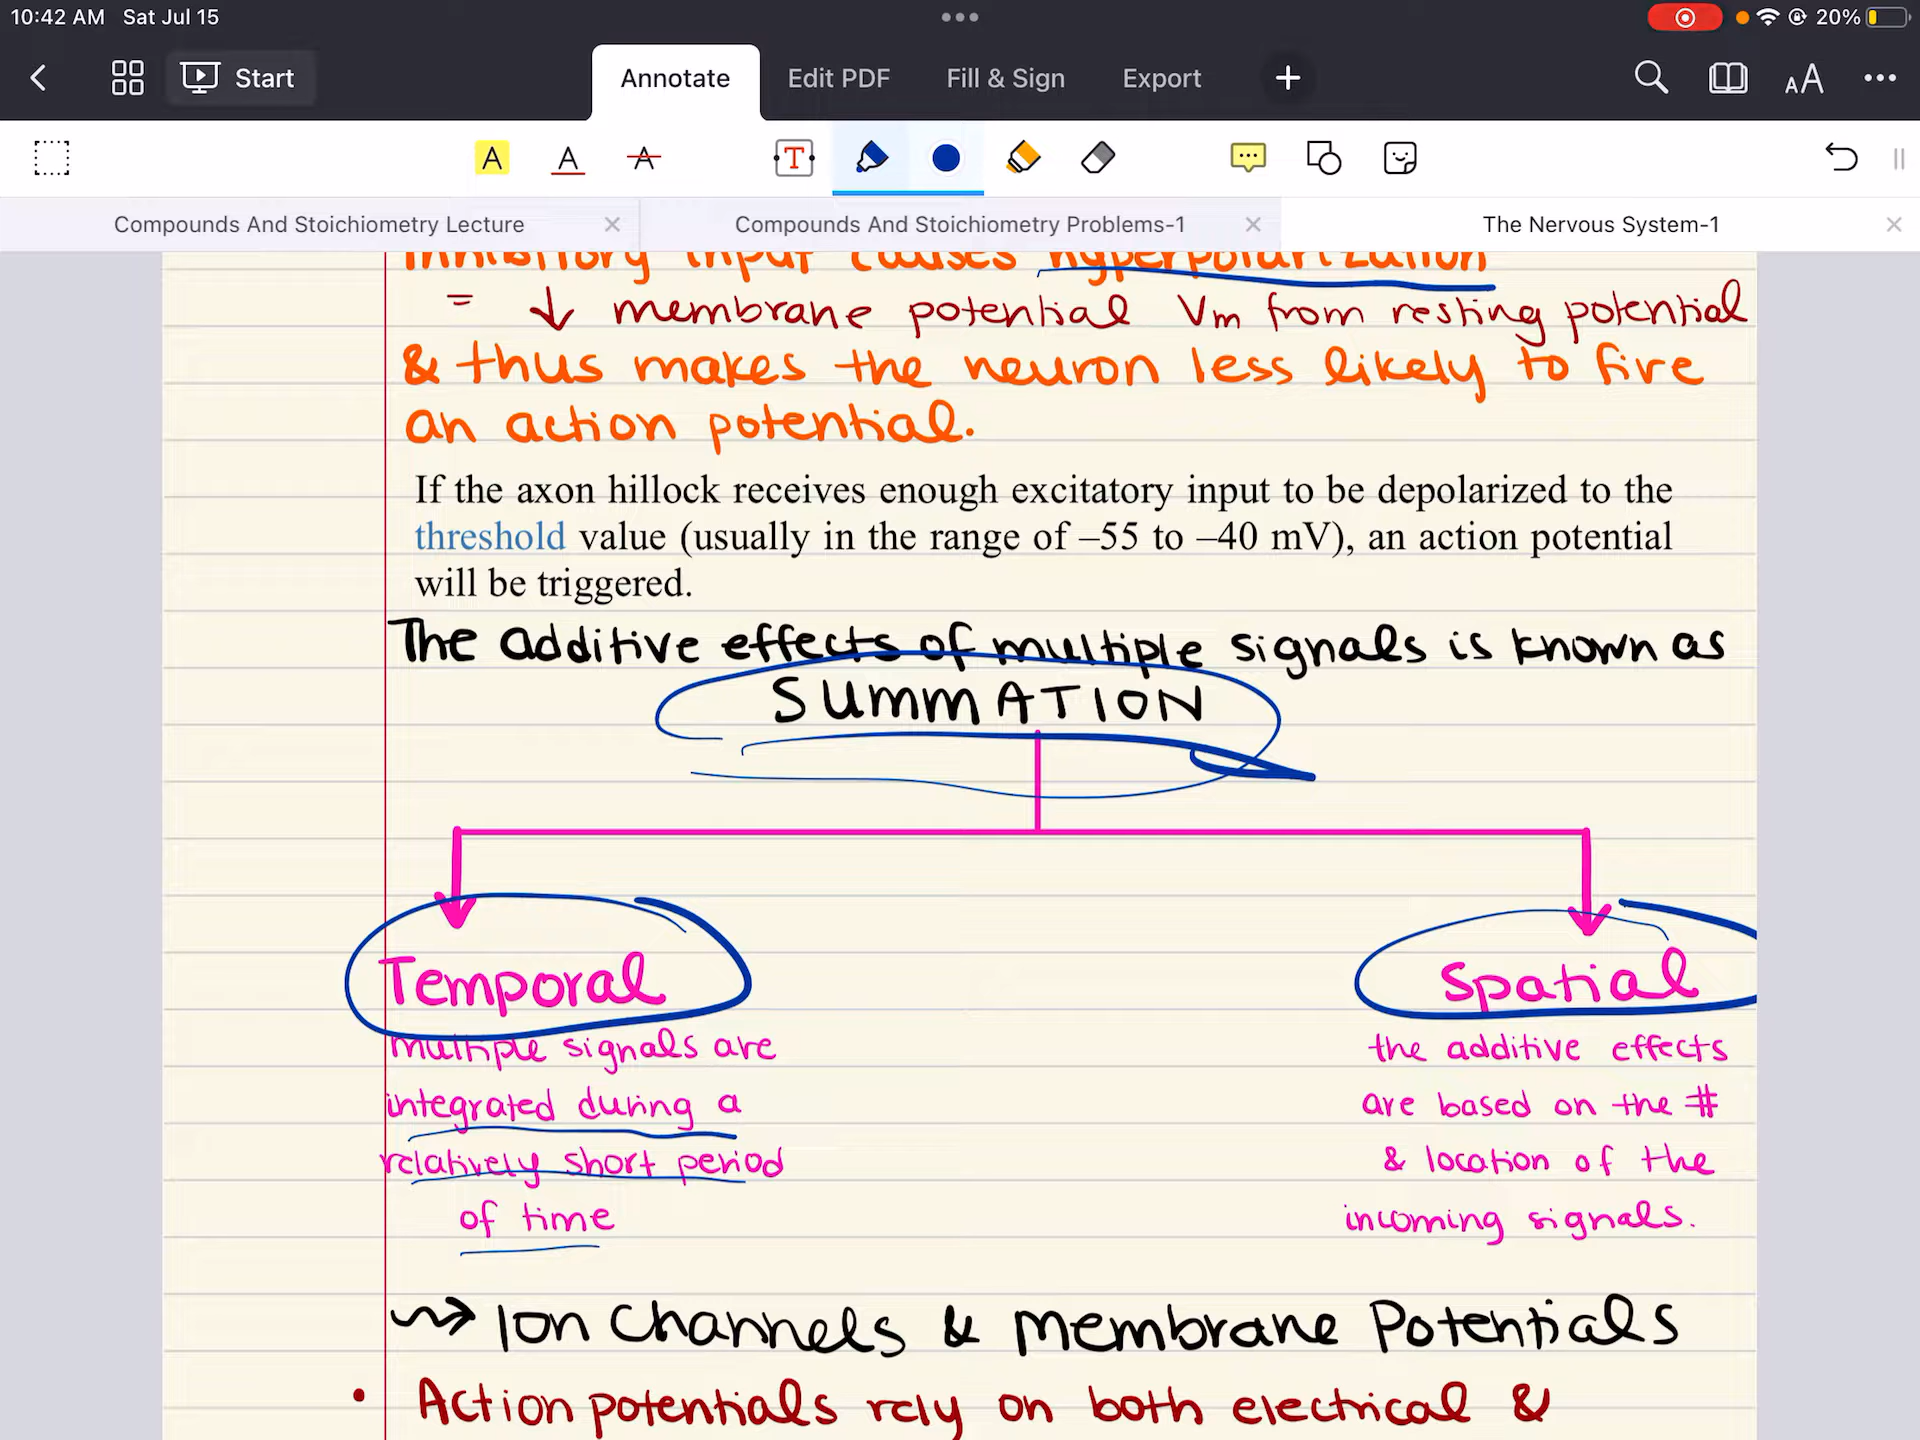 10:42 AM Sat Jul 15
20%
Start
Annotate
Edit PDF
Fill & Sign
Export
AA
A A A T
Compounds And Stoichiometry Lecture
Compounds And Stoichiometry Problems-1
The Nervous System-1
Inhibitory input causes hyperpolarization
= ↓ membrane potential Vm from resting potential
& thus makes the neuron less likely to fire
an action potential.
If the axon hillock receives enough excitatory input to be depolarized to the
threshold value (usually in the range of –55 to –40 mV), an action potential
will be triggered.
The additive effects of multiple signals is known as
SUMMATION
Temporal
multiple signals are
integrated during a
relatively short period
of time
Spatial
the additive effects
are based on the #
& location of the
incoming signals.
Ion Channels & Membrane Potentials
• Action potentials rely on both electrical &